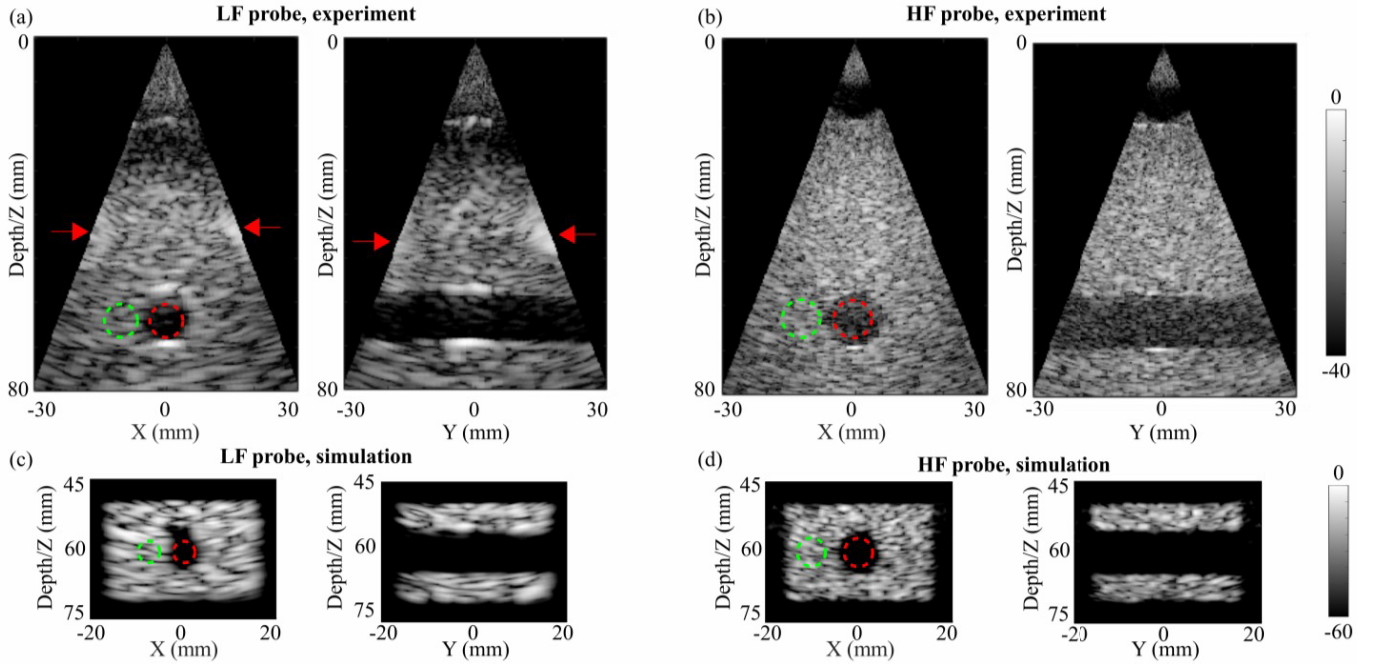 (a) LF probe, experiment
(b) HF probe, experiment
0 0 0 0
Depth/Z (mm) Depth/Z (mm) Depth/Z (mm) Depth/Z (mm)
0
-40
80 80 80 80
-30 0 30 -30 0 30 -30 0 30 -30 0 30
X (mm) Y (mm) X (mm) Y (mm)
(c) LF probe, simulation
(d) HF probe, simulation
45 45 45 45
Depth/Z (mm) Depth/Z (mm) Depth/Z (mm) Depth/Z (mm)
60 60 60 60
75 75 75 75
0
-60
-20 0 20 -20 0 20 -20 0 20 -20 0 20
X (mm) Y (mm) X (mm) Y (mm)